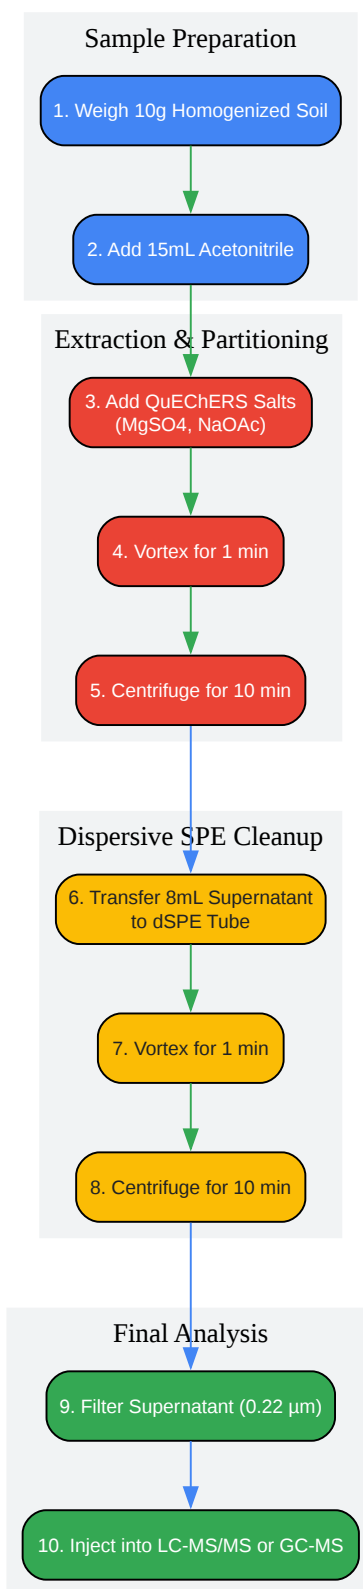 Sample Preparation
1. Weigh 10g Homogenized Soil
2. Add 15mL Acetonitrile
Extraction & Partitioning
3. Add QuEChERS Salts
(MgSO4, NaOAc)
4. Vortex for 1 min
5. Centrifuge for 10 min
Dispersive SPE Cleanup
6. Transfer 8mL Supernatant
to dSPE Tube
7. Vortex for 1 min
8. Centrifuge for 10 min
Final Analysis
9. Filter Supernatant (0.22 µm)
10. Inject into LC-MS/MS or GC-MS